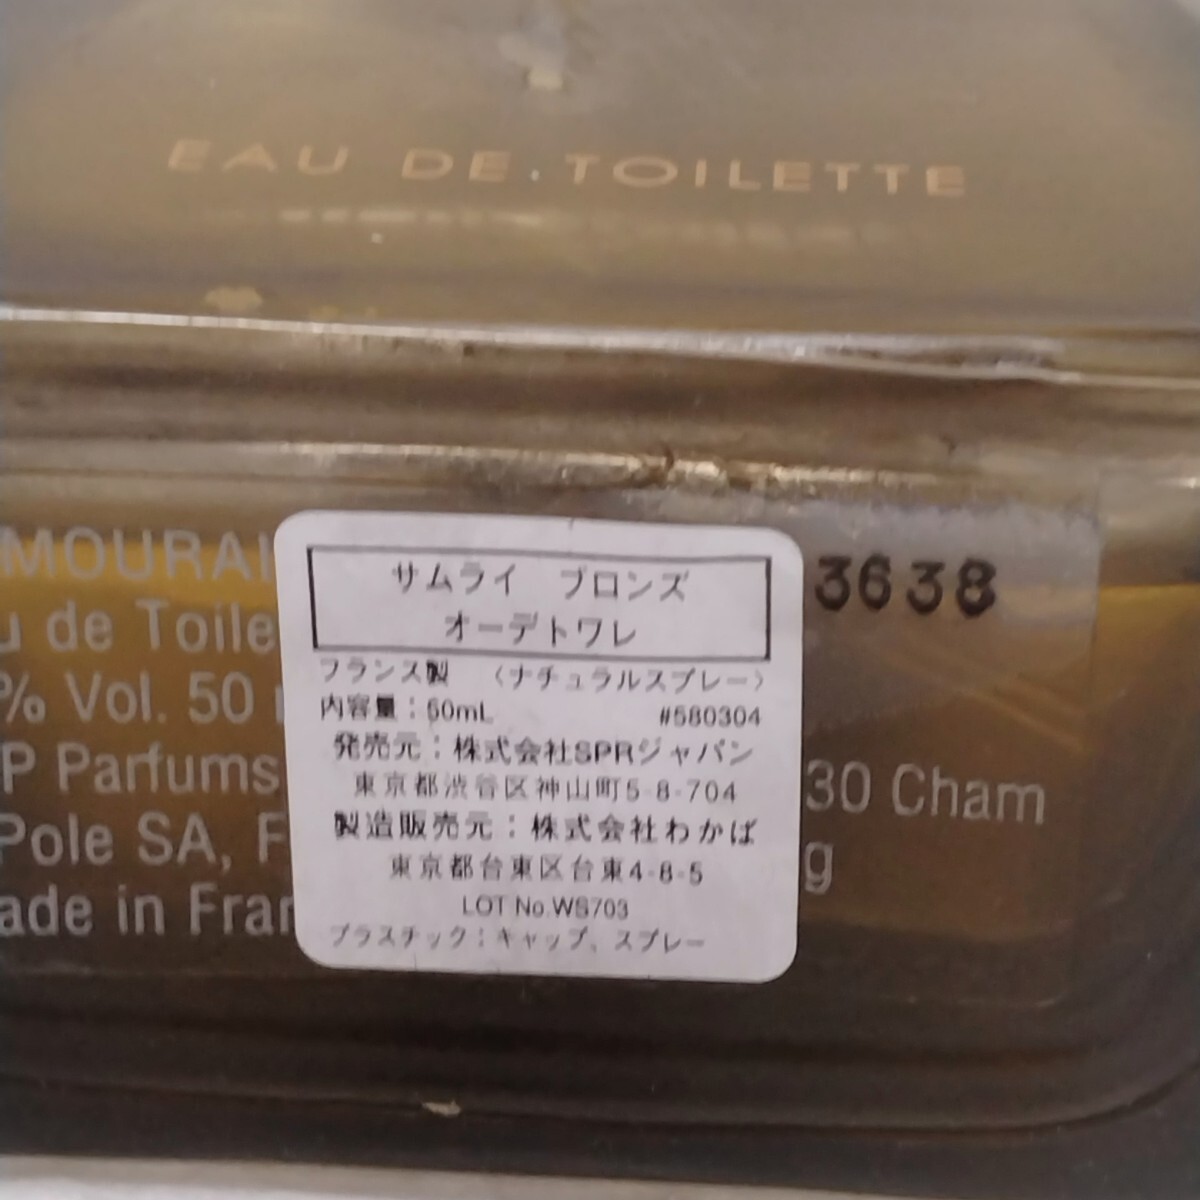 EAU DE TOILETTE
MOURAI
u de Toile
% Vol. 50
P Parfums
30 Cham
Pole SA, F
g
ade in Fran
3638
サムライ ブロンズ
オーデトワレ
フランス製 〈ナチュラルスプレー〉
内容量：50mL #580304
発売元：株式会社SPRジャパン
東京都渋谷区神山町5-8-704
製造販売元：株式会社わかば
東京都台東区台東4-8-5
LOT No.WS703
プラスチック：キャップ、スプレー